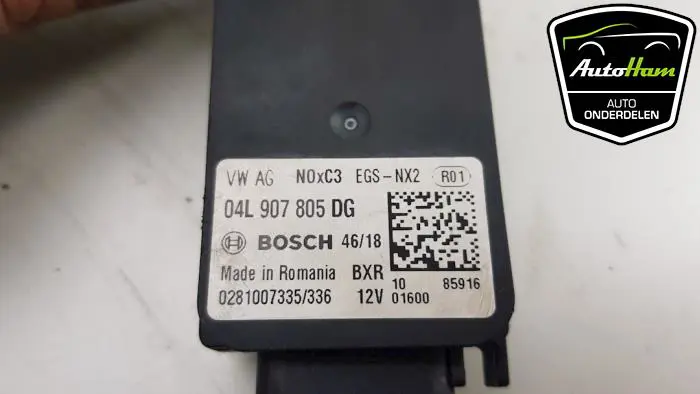 VW AG NOxC3 EGS-NX2 R01
04L 907 805 DG
BOSCH 46/18
Made in Romania BXR
0281007335/336 12V
10 85916
01600
AutoHam
AUTO
ONDERDELEN